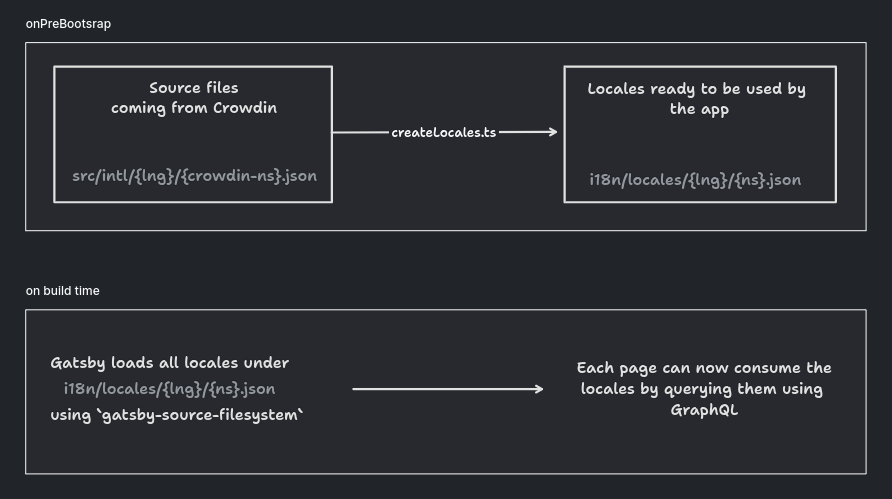 onPreBootsrap
Source files
coming from Crowdin
src/intl/{lng}/{crowdin-ns}.json
createLocales.ts
Locales ready to be used by
the app
i18n/locales/{lng}/{ns}.json
on build time
Gatsby loads all locales under
i18n/locales/{lng}/{ns}.json
using `gatsby-source-filesystem`
Each page can now consume the
locales by querying them using
GraphQL